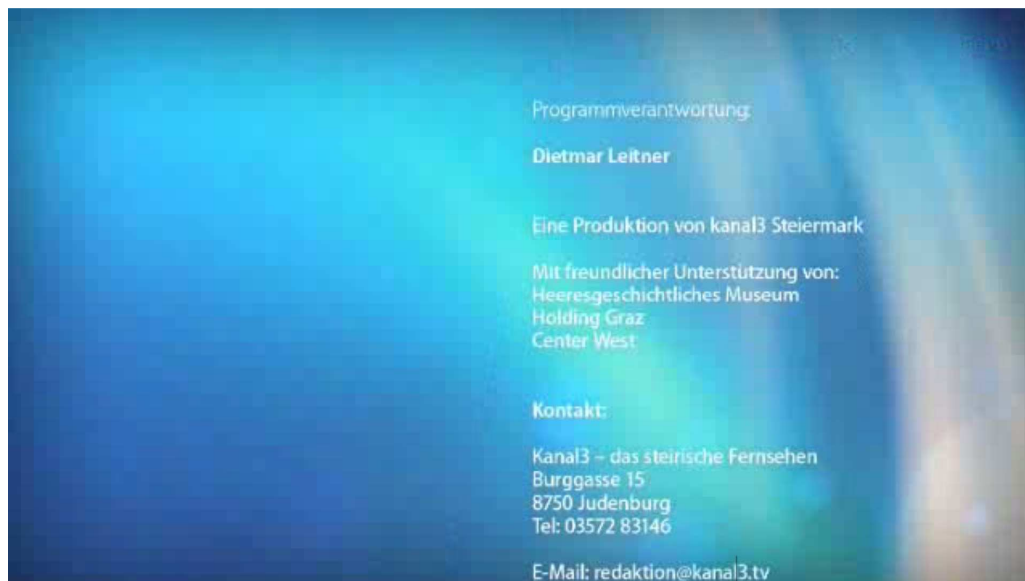 Programmverantwortung:
Dietmar Leitner
Eine Produktion von kanal3 Steiermark
Mit freundlicher Unterstützung von:
Heeresgeschichtliches Museum
Holding Graz
Center West
Kontakt:
Kanal3 – das steirische Fernsehen
Burggasse 15
8750 Judenburg
Tel: 03572 83146
E-Mail: redaktion@kanal3.tv